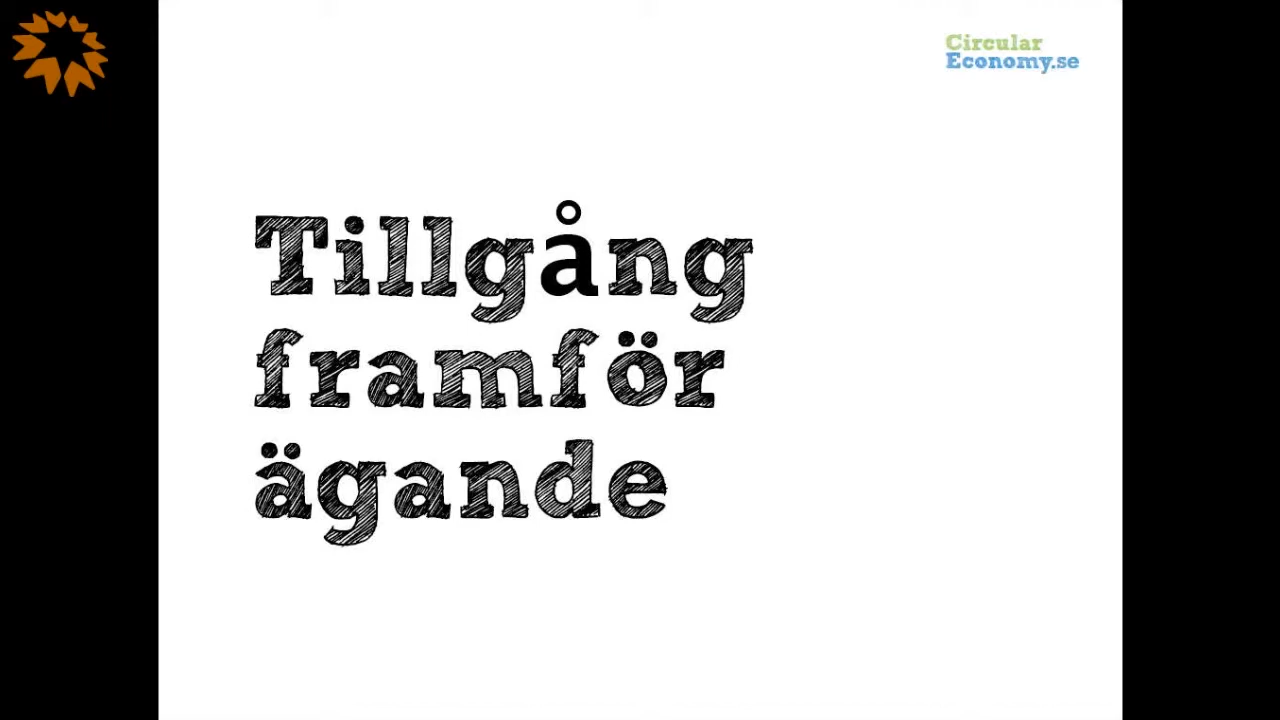 Circular
Economy.se
Tillgång
framför
ägande